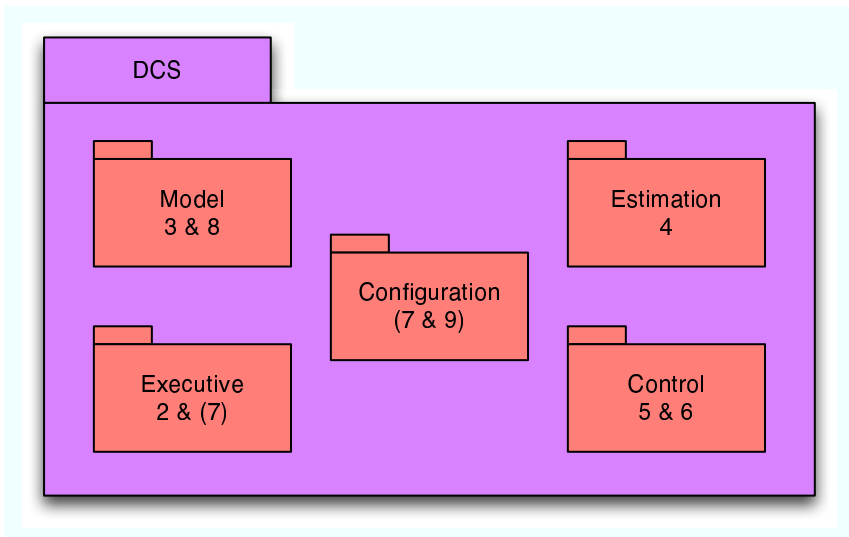 DCS
Model
3 & 8
Estimation
4
Configuration
(7 & 9)
Executive
2 & (7)
Control
5 & 6